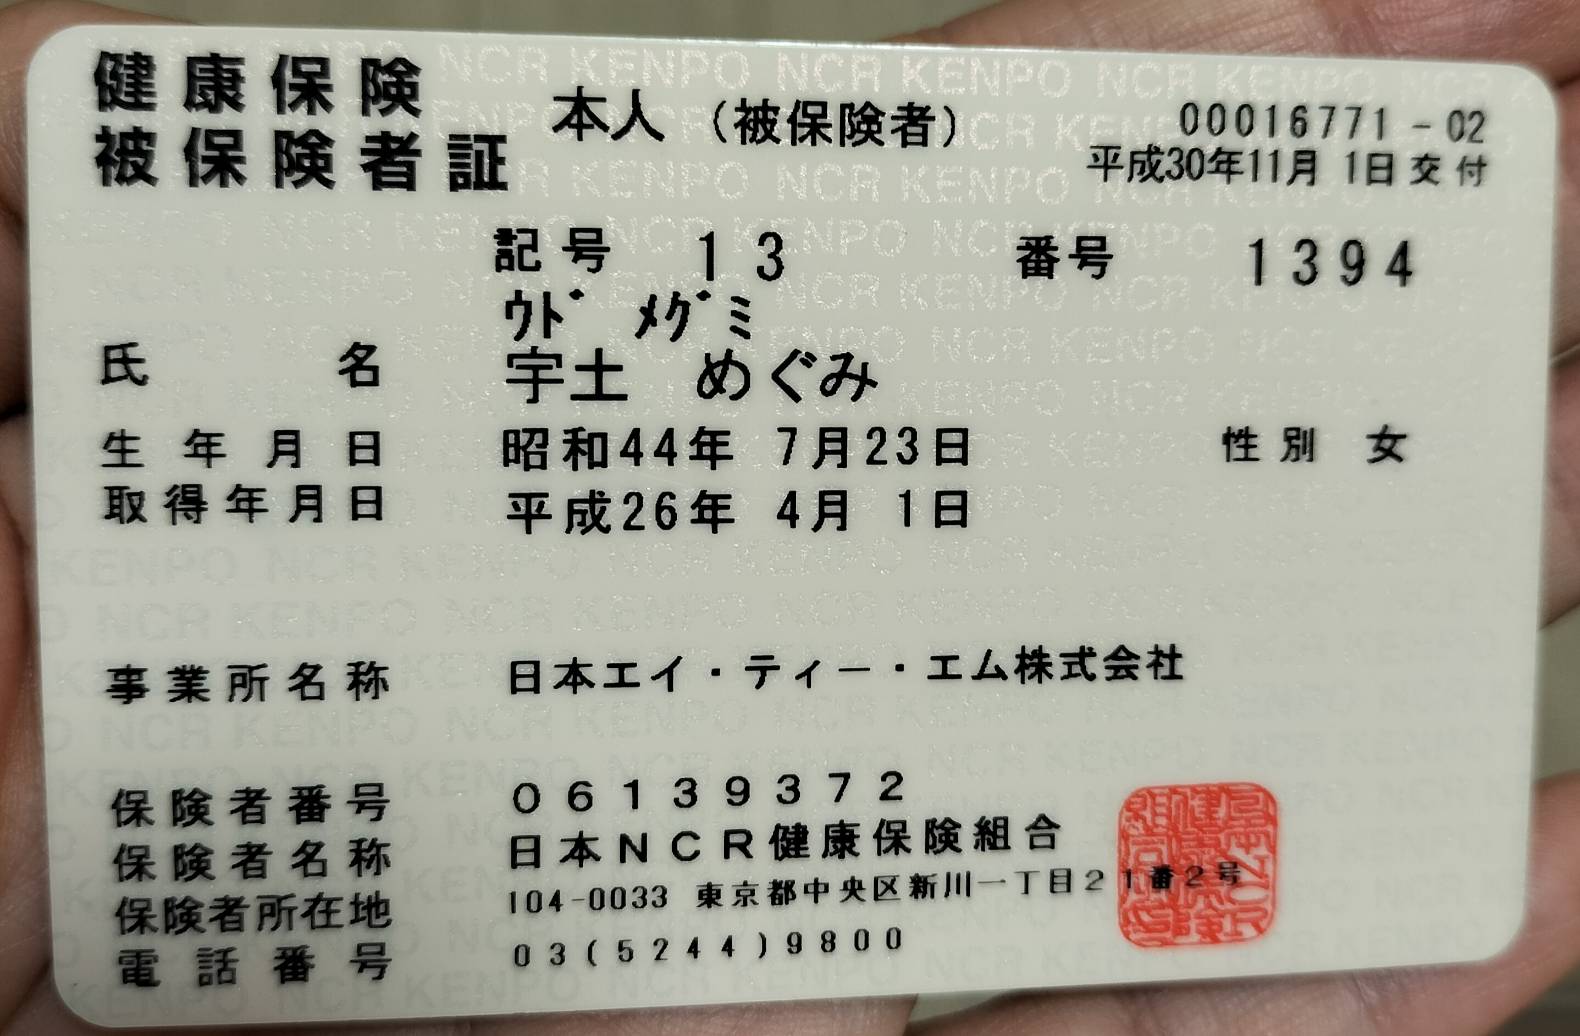 健康保険
被保険者証
本人（被保険者）
00016771-02
平成30年11月 1日 交付
記号 13 番号 1394
ｳﾄﾞ ﾒｸﾞﾐ
氏名 宇土 めぐみ
生年月日 昭和44年 7月23日 性別 女
取得年月日 平成26年 4月 1日
事業所名称 日本エイ・ティー・エム株式会社
保険者番号 06139372
保険者名称 日本NCR健康保険組合
保険者所在地 104-0033 東京都中央区新川一丁目21番2号
電話番号 03(5244)9800
NCR KENPO